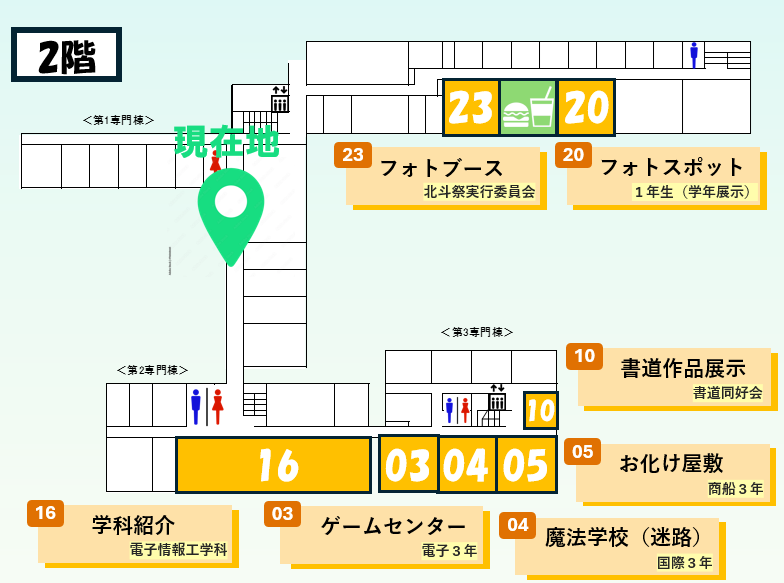 2階
＜第1専門棟＞
現在地
23
20
23
フォトブース
北斗祭実行委員会
20
フォトスポット
１年生（学年展示）
＜第3専門棟＞
＜第2専門棟＞
10
書道作品展示
書道同好会
10
16
03
04
05
05
お化け屋敷
商船３年
16
学科紹介
電子情報工学科
03
ゲームセンター
電子３年
04
魔法学校（迷路）
国際３年